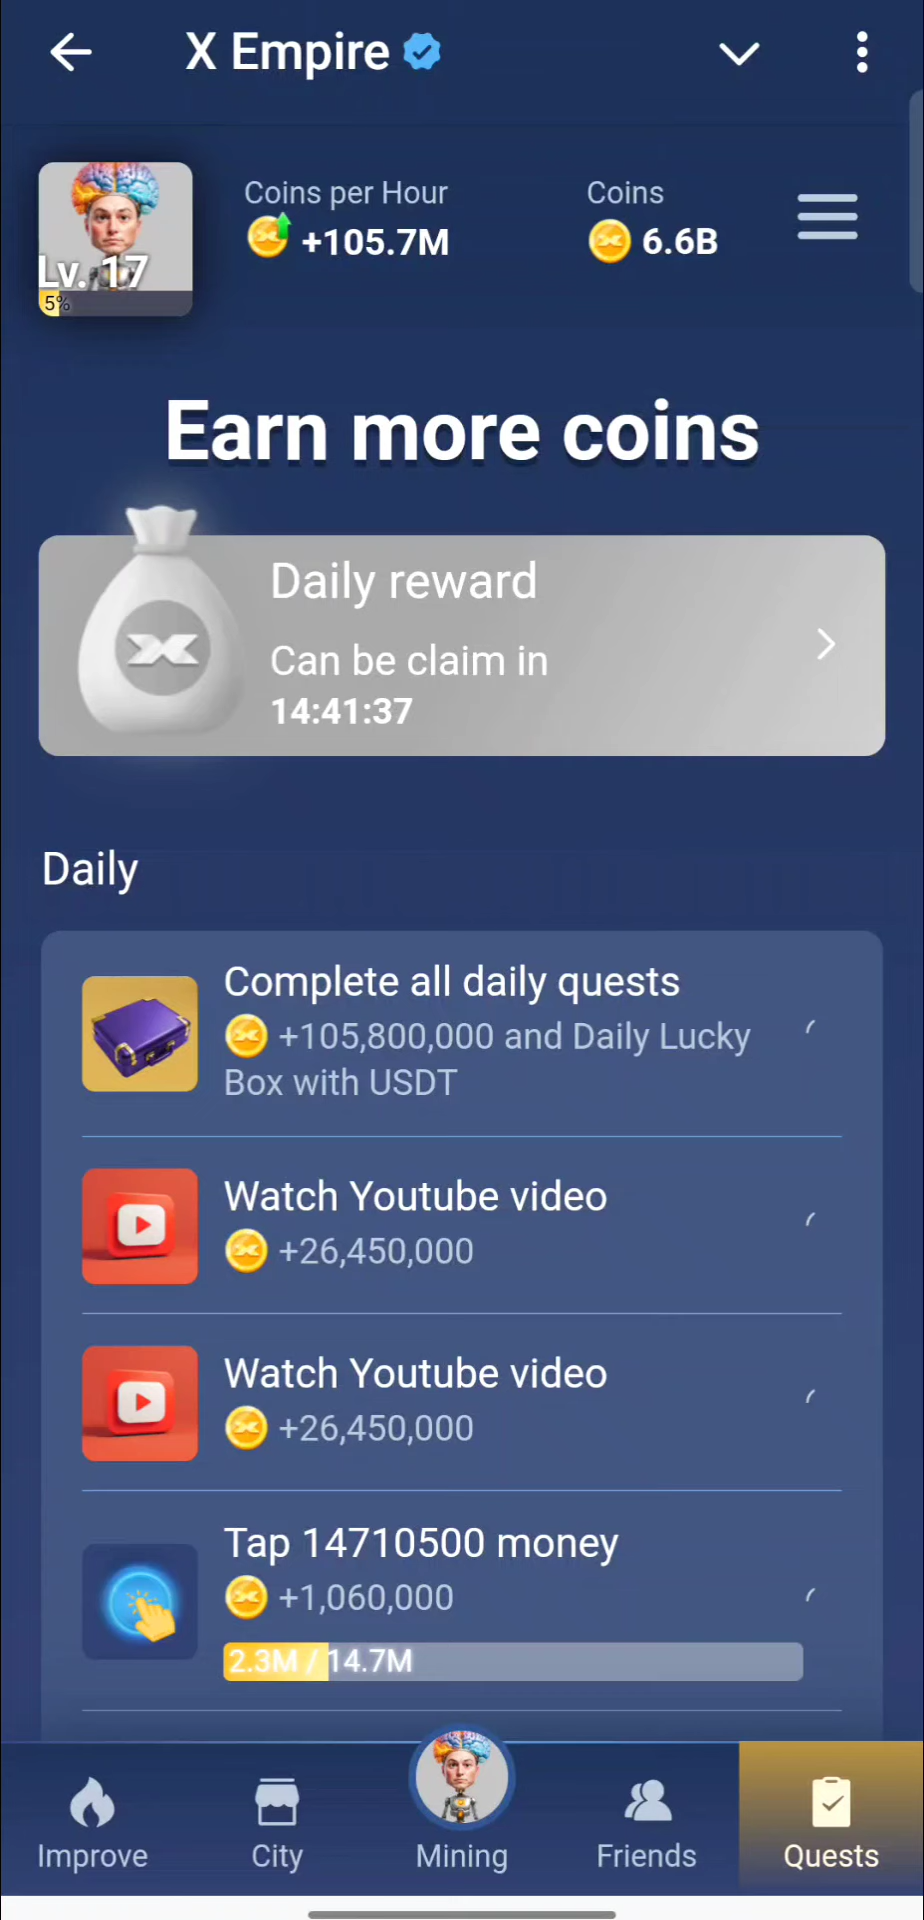 X Empire
Coins per Hour
+105.7M
Coins
6.6B
Lv. 17
5%
Earn more coins
Daily reward
Can be claim in
14:41:37
Daily
Complete all daily quests
+105,800,000 and Daily Lucky
Box with USDT
Watch Youtube video
+26,450,000
Watch Youtube video
+26,450,000
Tap 14710500 money
+1,060,000
2.3M / 14.7M
Improve
City
Mining
Friends
Quests